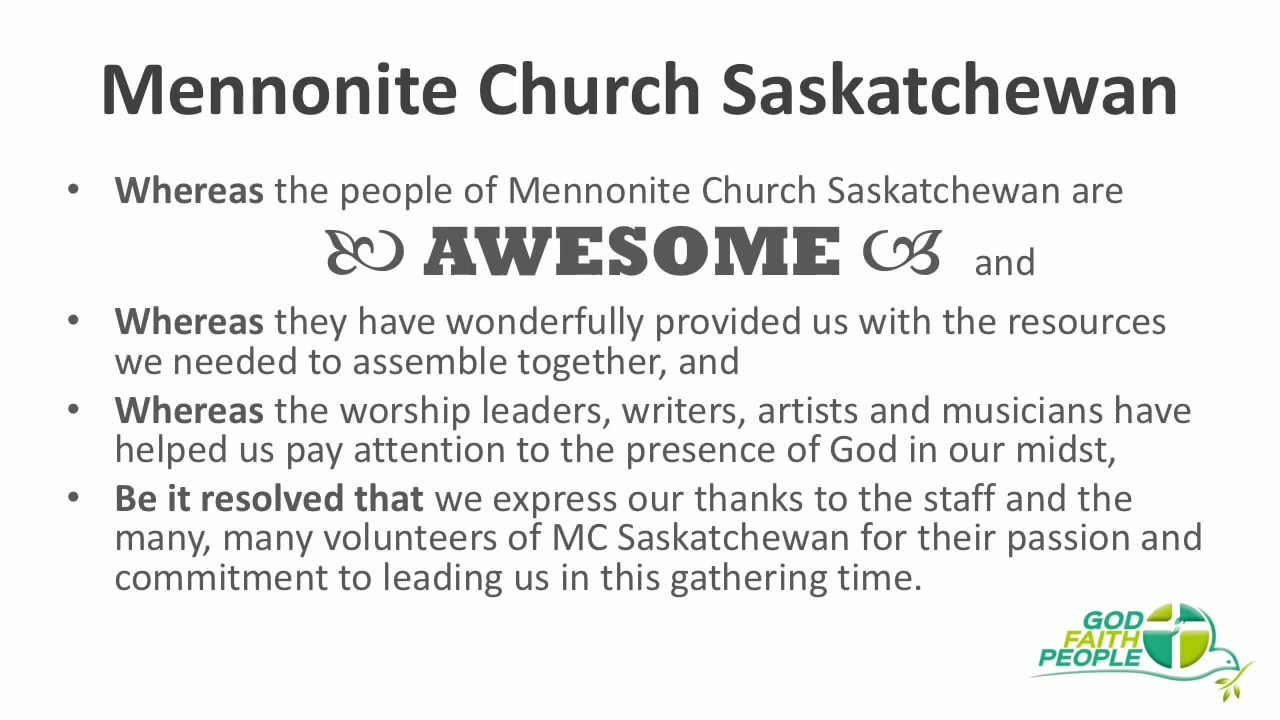 Mennonite Church Saskatchewan
• Whereas the people of Mennonite Church Saskatchewan are
AWESOME and
• Whereas they have wonderfully provided us with the resources
we needed to assemble together, and
• Whereas the worship leaders, writers, artists and musicians have
helped us pay attention to the presence of God in our midst,
• Be it resolved that we express our thanks to the staff and the
many, many volunteers of MC Saskatchewan for their passion and
commitment to leading us in this gathering time.
GOD
FAITH
PEOPLE